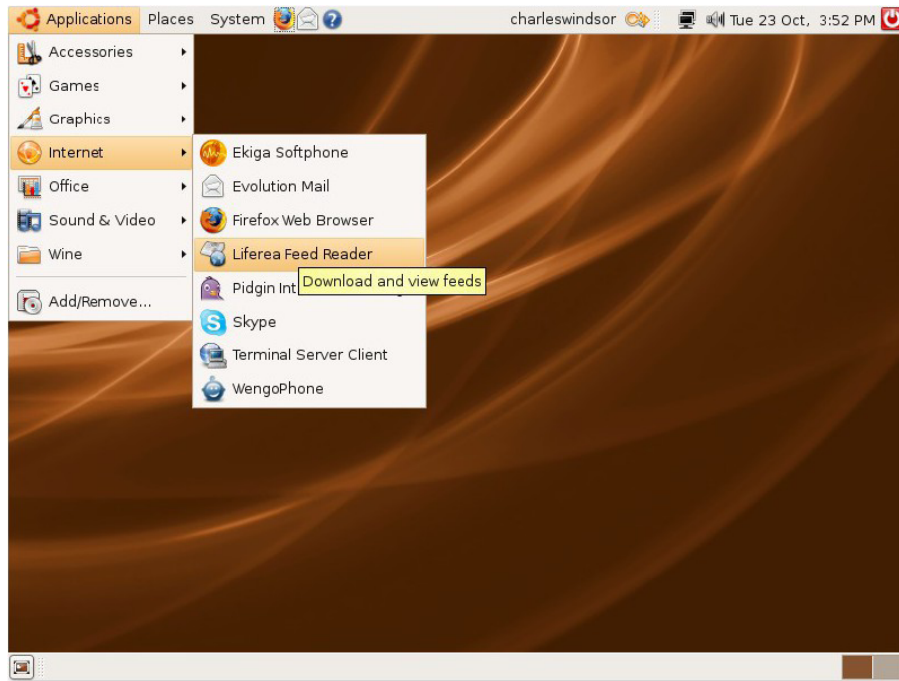 Applications Places System charleswindsor Tue 23 Oct, 3:52 PM
Accessories
Games
Graphics
Internet
Office
Sound & Video
Wine
Add/Remove...
Ekiga Softphone
Evolution Mail
Firefox Web Browser
Liferea Feed Reader
Download and view feeds
Pidgin Int
Skype
Terminal Server Client
WengoPhone